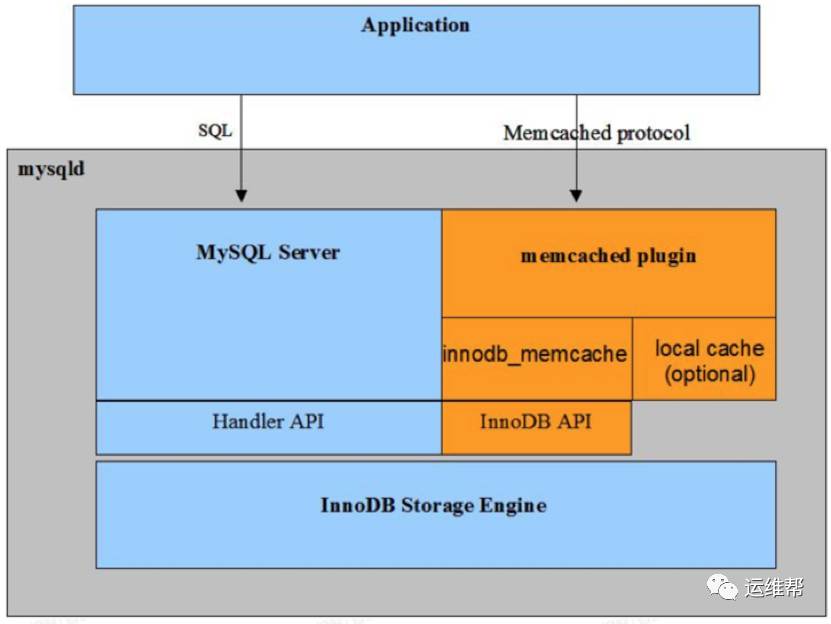 Application
SQL
Memcached protocol
mysqld
MySQL Server
memcached plugin
innodb_memcache
local cache
(optional)
Handler API
InnoDB API
InnoDB Storage Engine
运维帮